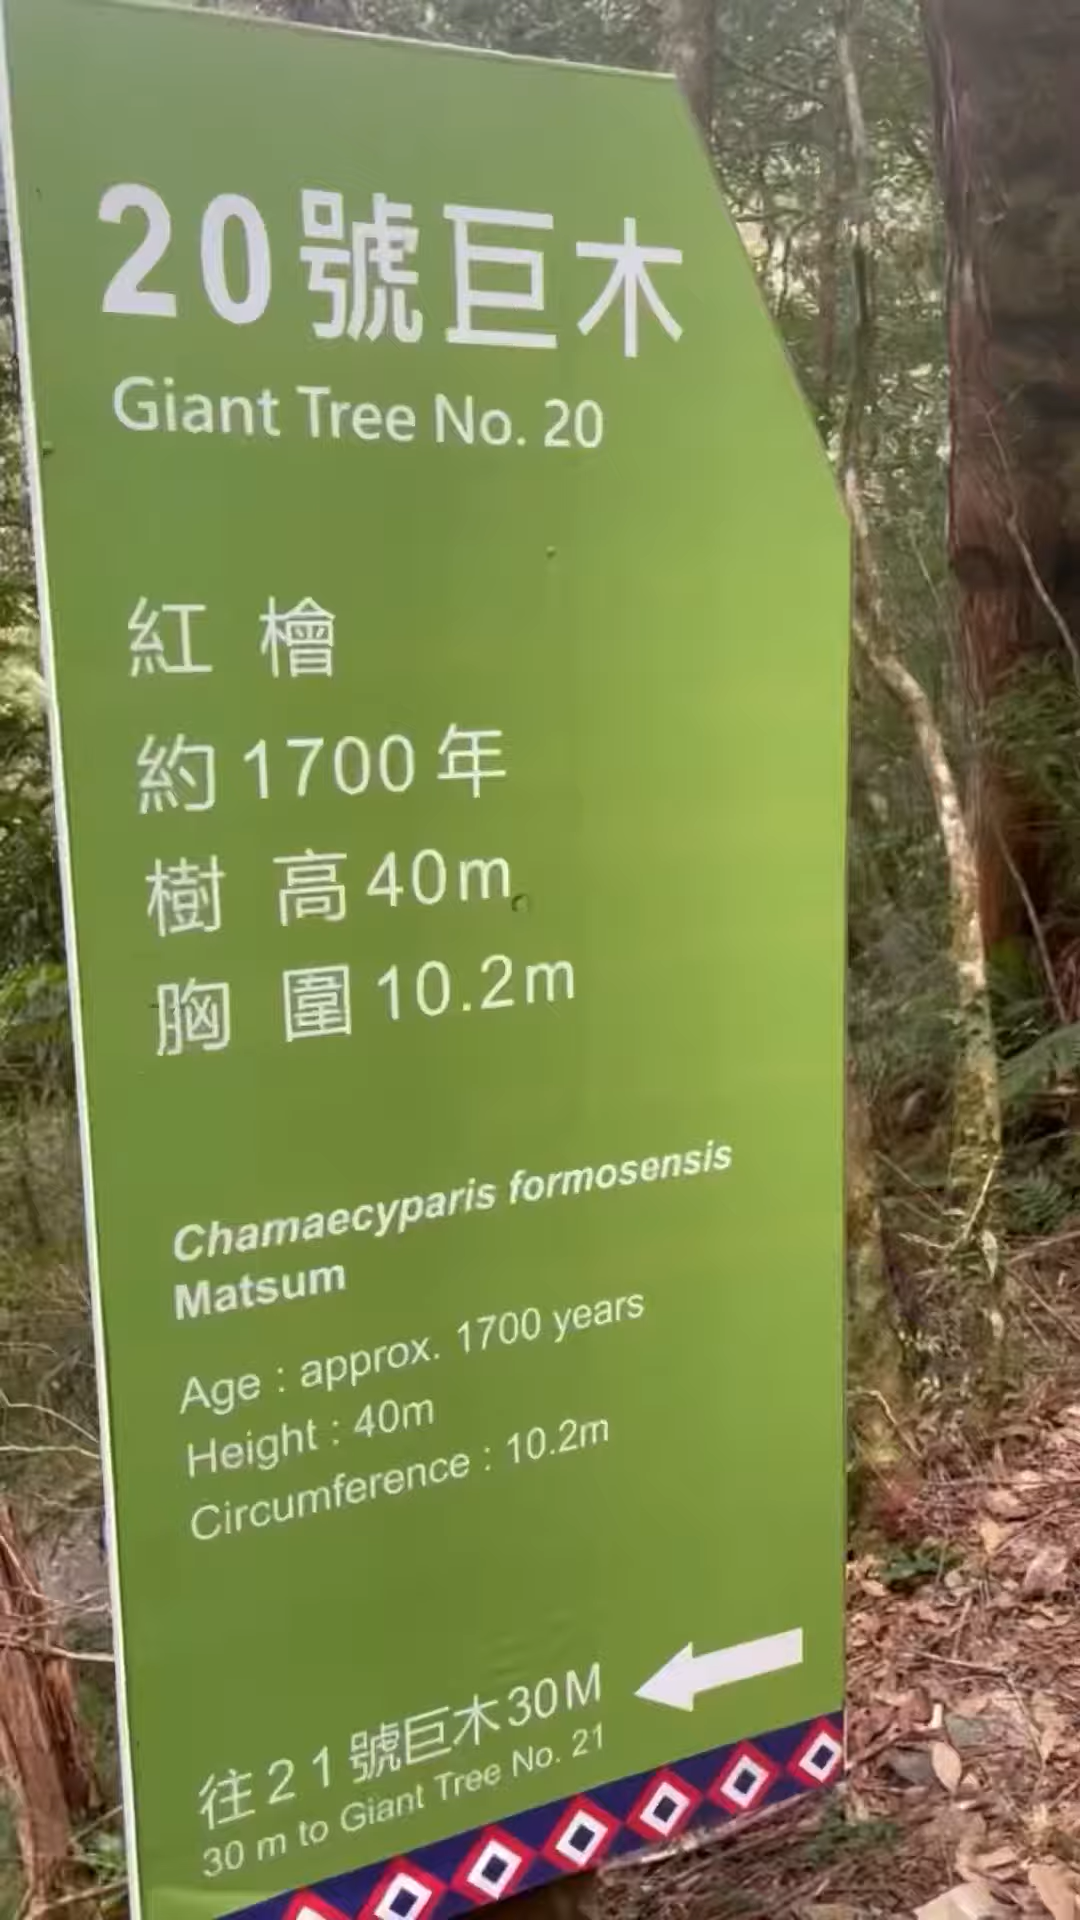 20號巨木
Giant Tree No. 20
紅 檜
約1700年
樹 高40m
胸 圍10.2m
Chamaecyparis formosensis
Matsum
Age : approx. 1700 years
Height : 40m
Circumference : 10.2m
往21號巨木30M
30 m to Giant Tree No. 21